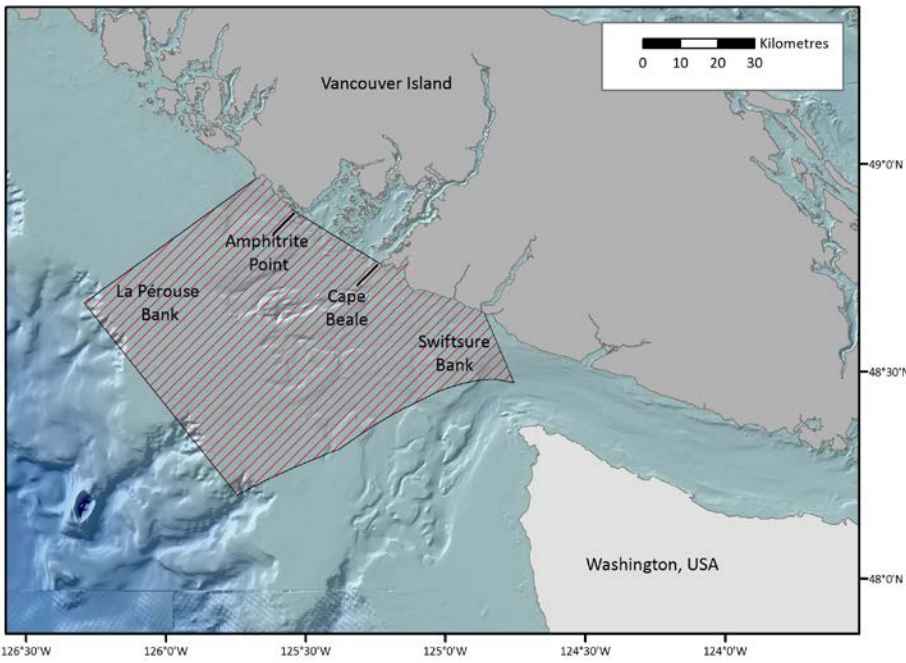 Kilometres
0 10 20 30
Vancouver Island
49°0'N
Amphitrite
Point
La Pérouse
Bank
Cape
Beale
Swiftsure
Bank
48°30'N
Washington, USA
48°0'N
126°30'W 126°0'W 125°30'W 125°0'W 124°30'W 124°0'W